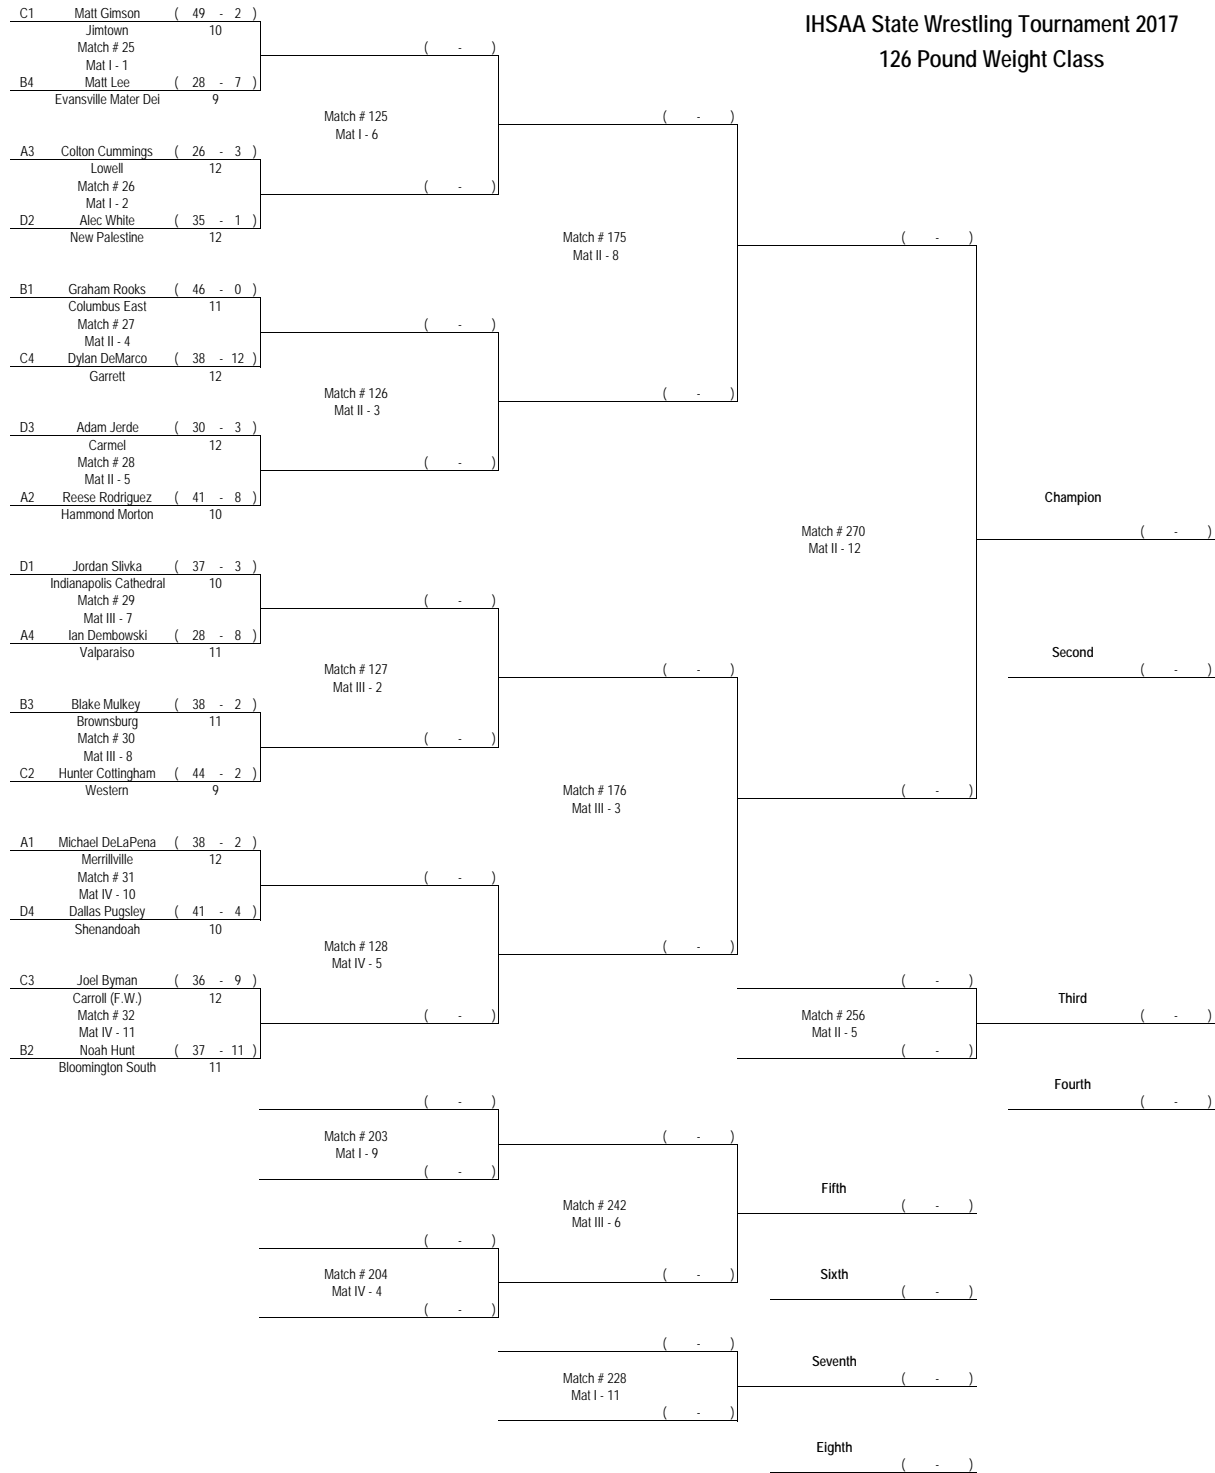 IHSAA State Wrestling Tournament 2017
126 Pound Weight Class
C1 Matt Gimson ( 49 - 2 )
Jimtown 10
Match # 25
Mat I - 1
B4 Matt Lee ( 28 - 7 )
Evansville Mater Dei 9
( - )
Match # 125
Mat I - 6
( - )
A3 Colton Cummings ( 26 - 3 )
Lowell 12
Match # 26
Mat I - 2
D2 Alec White ( 35 - 1 )
New Palestine 12
( - )
Match # 175
Mat II - 8
( - )
B1 Graham Rooks ( 46 - 0 )
Columbus East 11
Match # 27
Mat II - 4
C4 Dylan DeMarco ( 38 - 12 )
Garrett 12
( - )
Match # 126
Mat II - 3
( - )
D3 Adam Jerde ( 30 - 3 )
Carmel 12
Match # 28
Mat II - 5
A2 Reese Rodriguez ( 41 - 8 )
Hammond Morton 10
( - )
Champion
( - )
Match # 270
Mat II - 12
D1 Jordan Slivka ( 37 - 3 )
Indianapolis Cathedral 10
Match # 29
Mat III - 7
A4 Ian Dembowski ( 28 - 8 )
Valparaiso 11
( - )
Match # 127
Mat III - 2
( - )
Second
( - )
B3 Blake Mulkey ( 38 - 2 )
Brownsburg 11
Match # 30
Mat III - 8
C2 Hunter Cottingham ( 44 - 2 )
Western 9
( - )
Match # 176
Mat III - 3
( - )
A1 Michael DeLaPena ( 38 - 2 )
Merrillville 12
Match # 31
Mat IV - 10
D4 Dallas Pugsley ( 41 - 4 )
Shenandoah 10
( - )
Match # 128
Mat IV - 5
( - )
C3 Joel Byman ( 36 - 9 )
Carroll (F.W.) 12
Match # 32
Mat IV - 11
B2 Noah Hunt ( 37 - 11 )
Bloomington South 11
( - )
( - )
Match # 256
Mat II - 5
( - )
Third
( - )
Fourth
( - )
( - )
Match # 203
Mat I - 9
( - )
( - )
Match # 242
Mat III - 6
Fifth
( - )
( - )
Match # 204
Mat IV - 4
( - )
( - )
Sixth
( - )
( - )
Match # 228
Mat I - 11
( - )
Seventh
( - )
Eighth
( - )